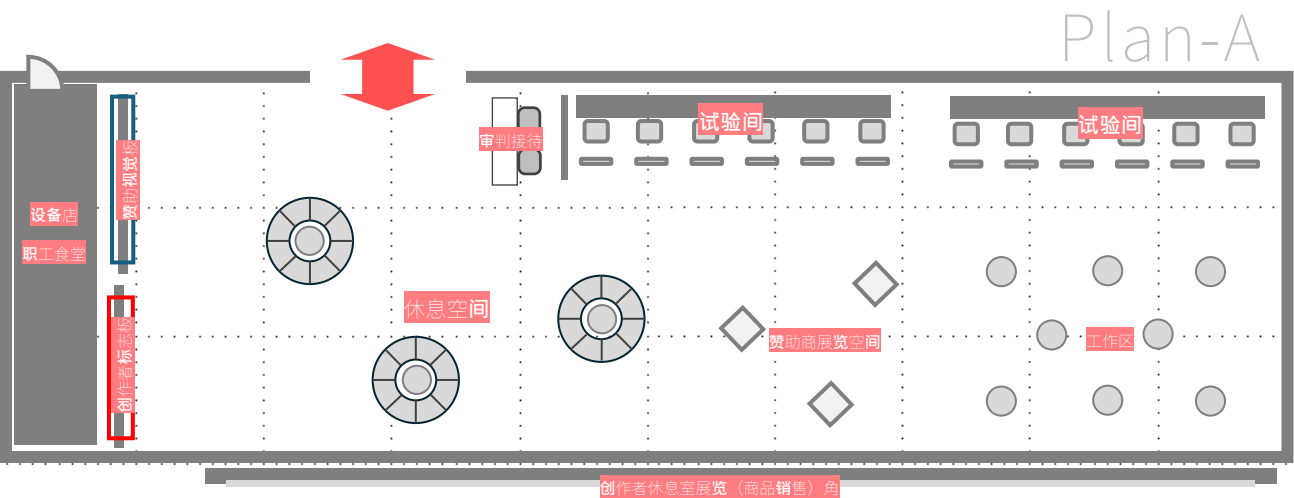 Plan-A
试验间
试验间
审判接待
赞助视觉板
设备店
职工食堂
休息空间
创作者标志板
赞助商展览空间
工作区
创作者休息室展览（商品销售）角